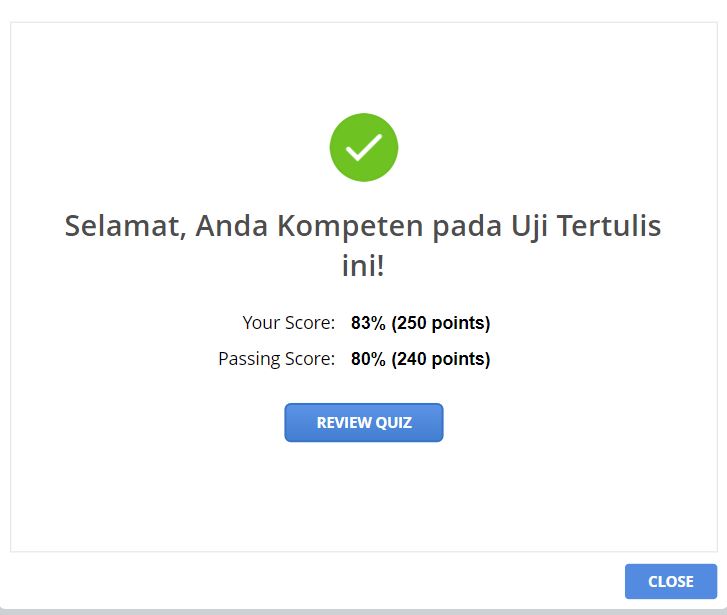 Selamat, Anda Kompeten pada Uji Tertulis
ini!
Your Score: 83% (250 points)
Passing Score: 80% (240 points)
REVIEW QUIZ
CLOSE